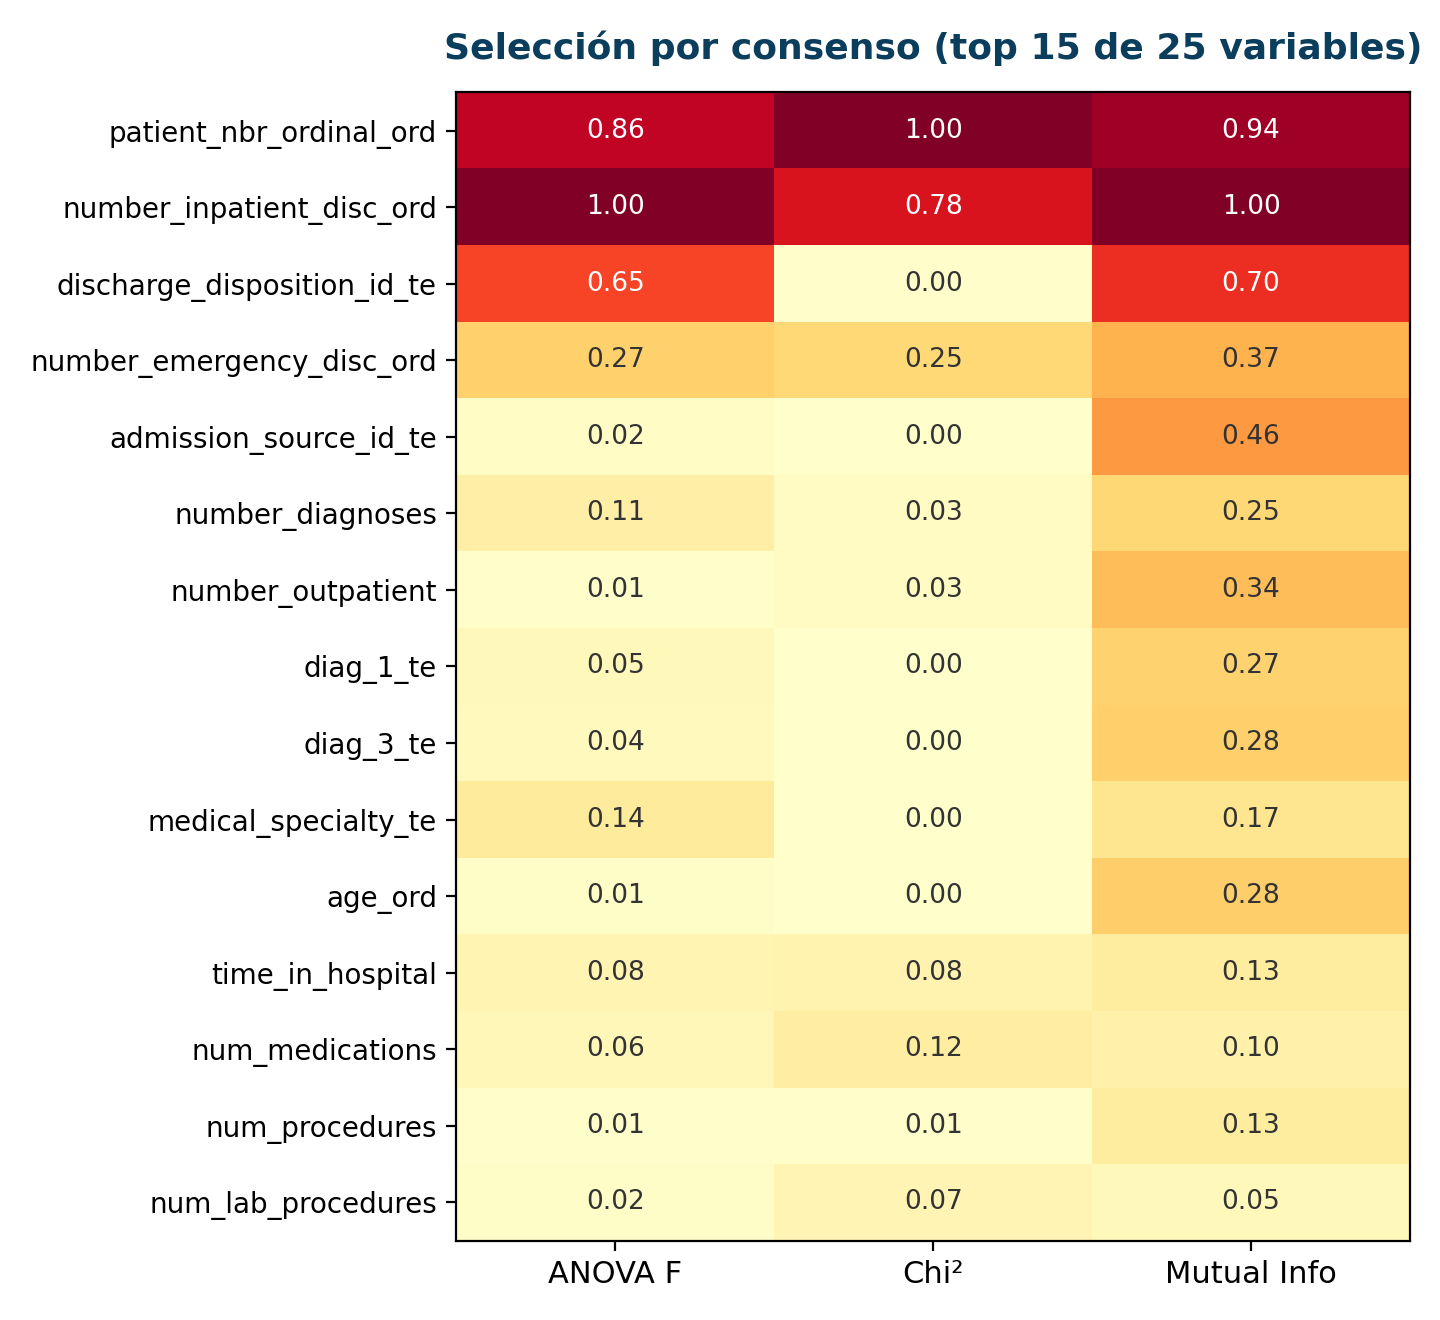 Selección por consenso (top 15 de 25 variables)
patient_nbr_ordinal_ord 0.86 1.00 0.94
number_inpatient_disc_ord 1.00 0.78 1.00
discharge_disposition_id_te 0.65 0.00 0.70
number_emergency_disc_ord 0.27 0.25 0.37
admission_source_id_te 0.02 0.00 0.46
number_diagnoses 0.11 0.03 0.25
number_outpatient 0.01 0.03 0.34
diag_1_te 0.05 0.00 0.27
diag_3_te 0.04 0.00 0.28
medical_specialty_te 0.14 0.00 0.17
age_ord 0.01 0.00 0.28
time_in_hospital 0.08 0.08 0.13
num_medications 0.06 0.12 0.10
num_procedures 0.01 0.01 0.13
num_lab_procedures 0.02 0.07 0.05
ANOVA F Chi² Mutual Info